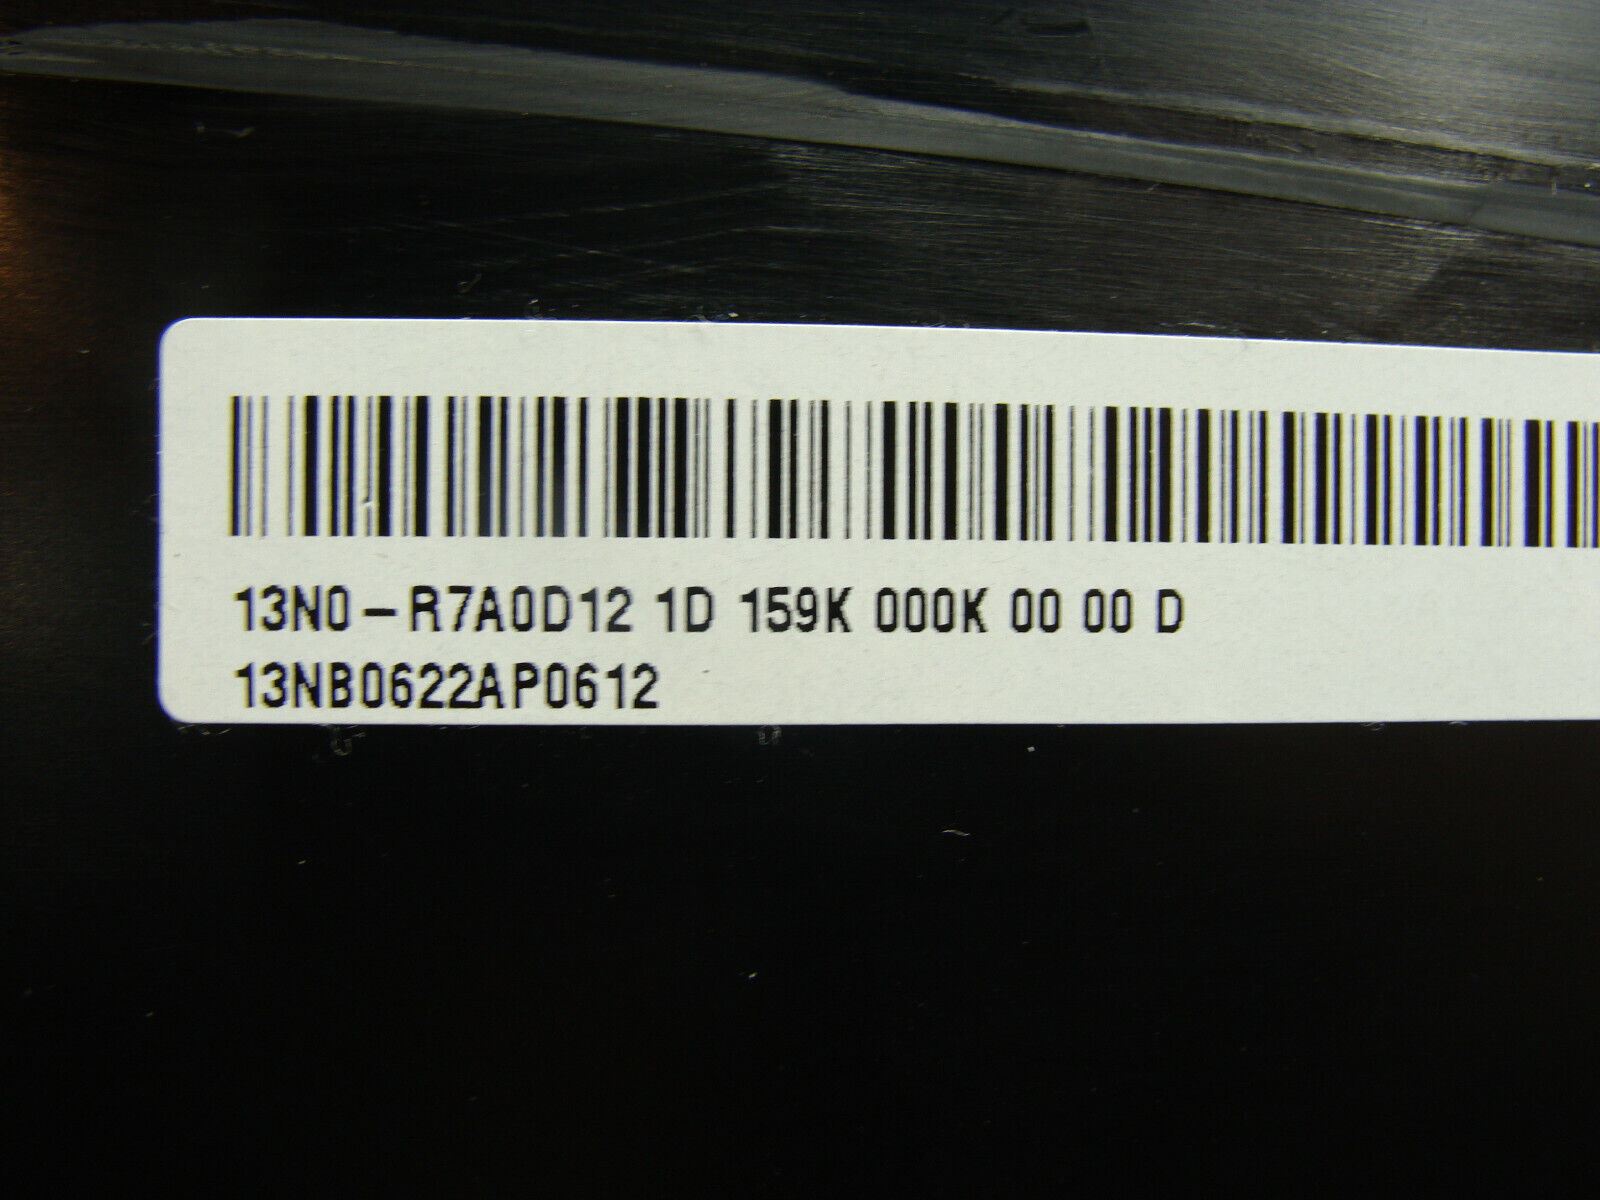 13N0-R7A0D12 1D 159K 000K 00 00 D
13NB0622AP0612